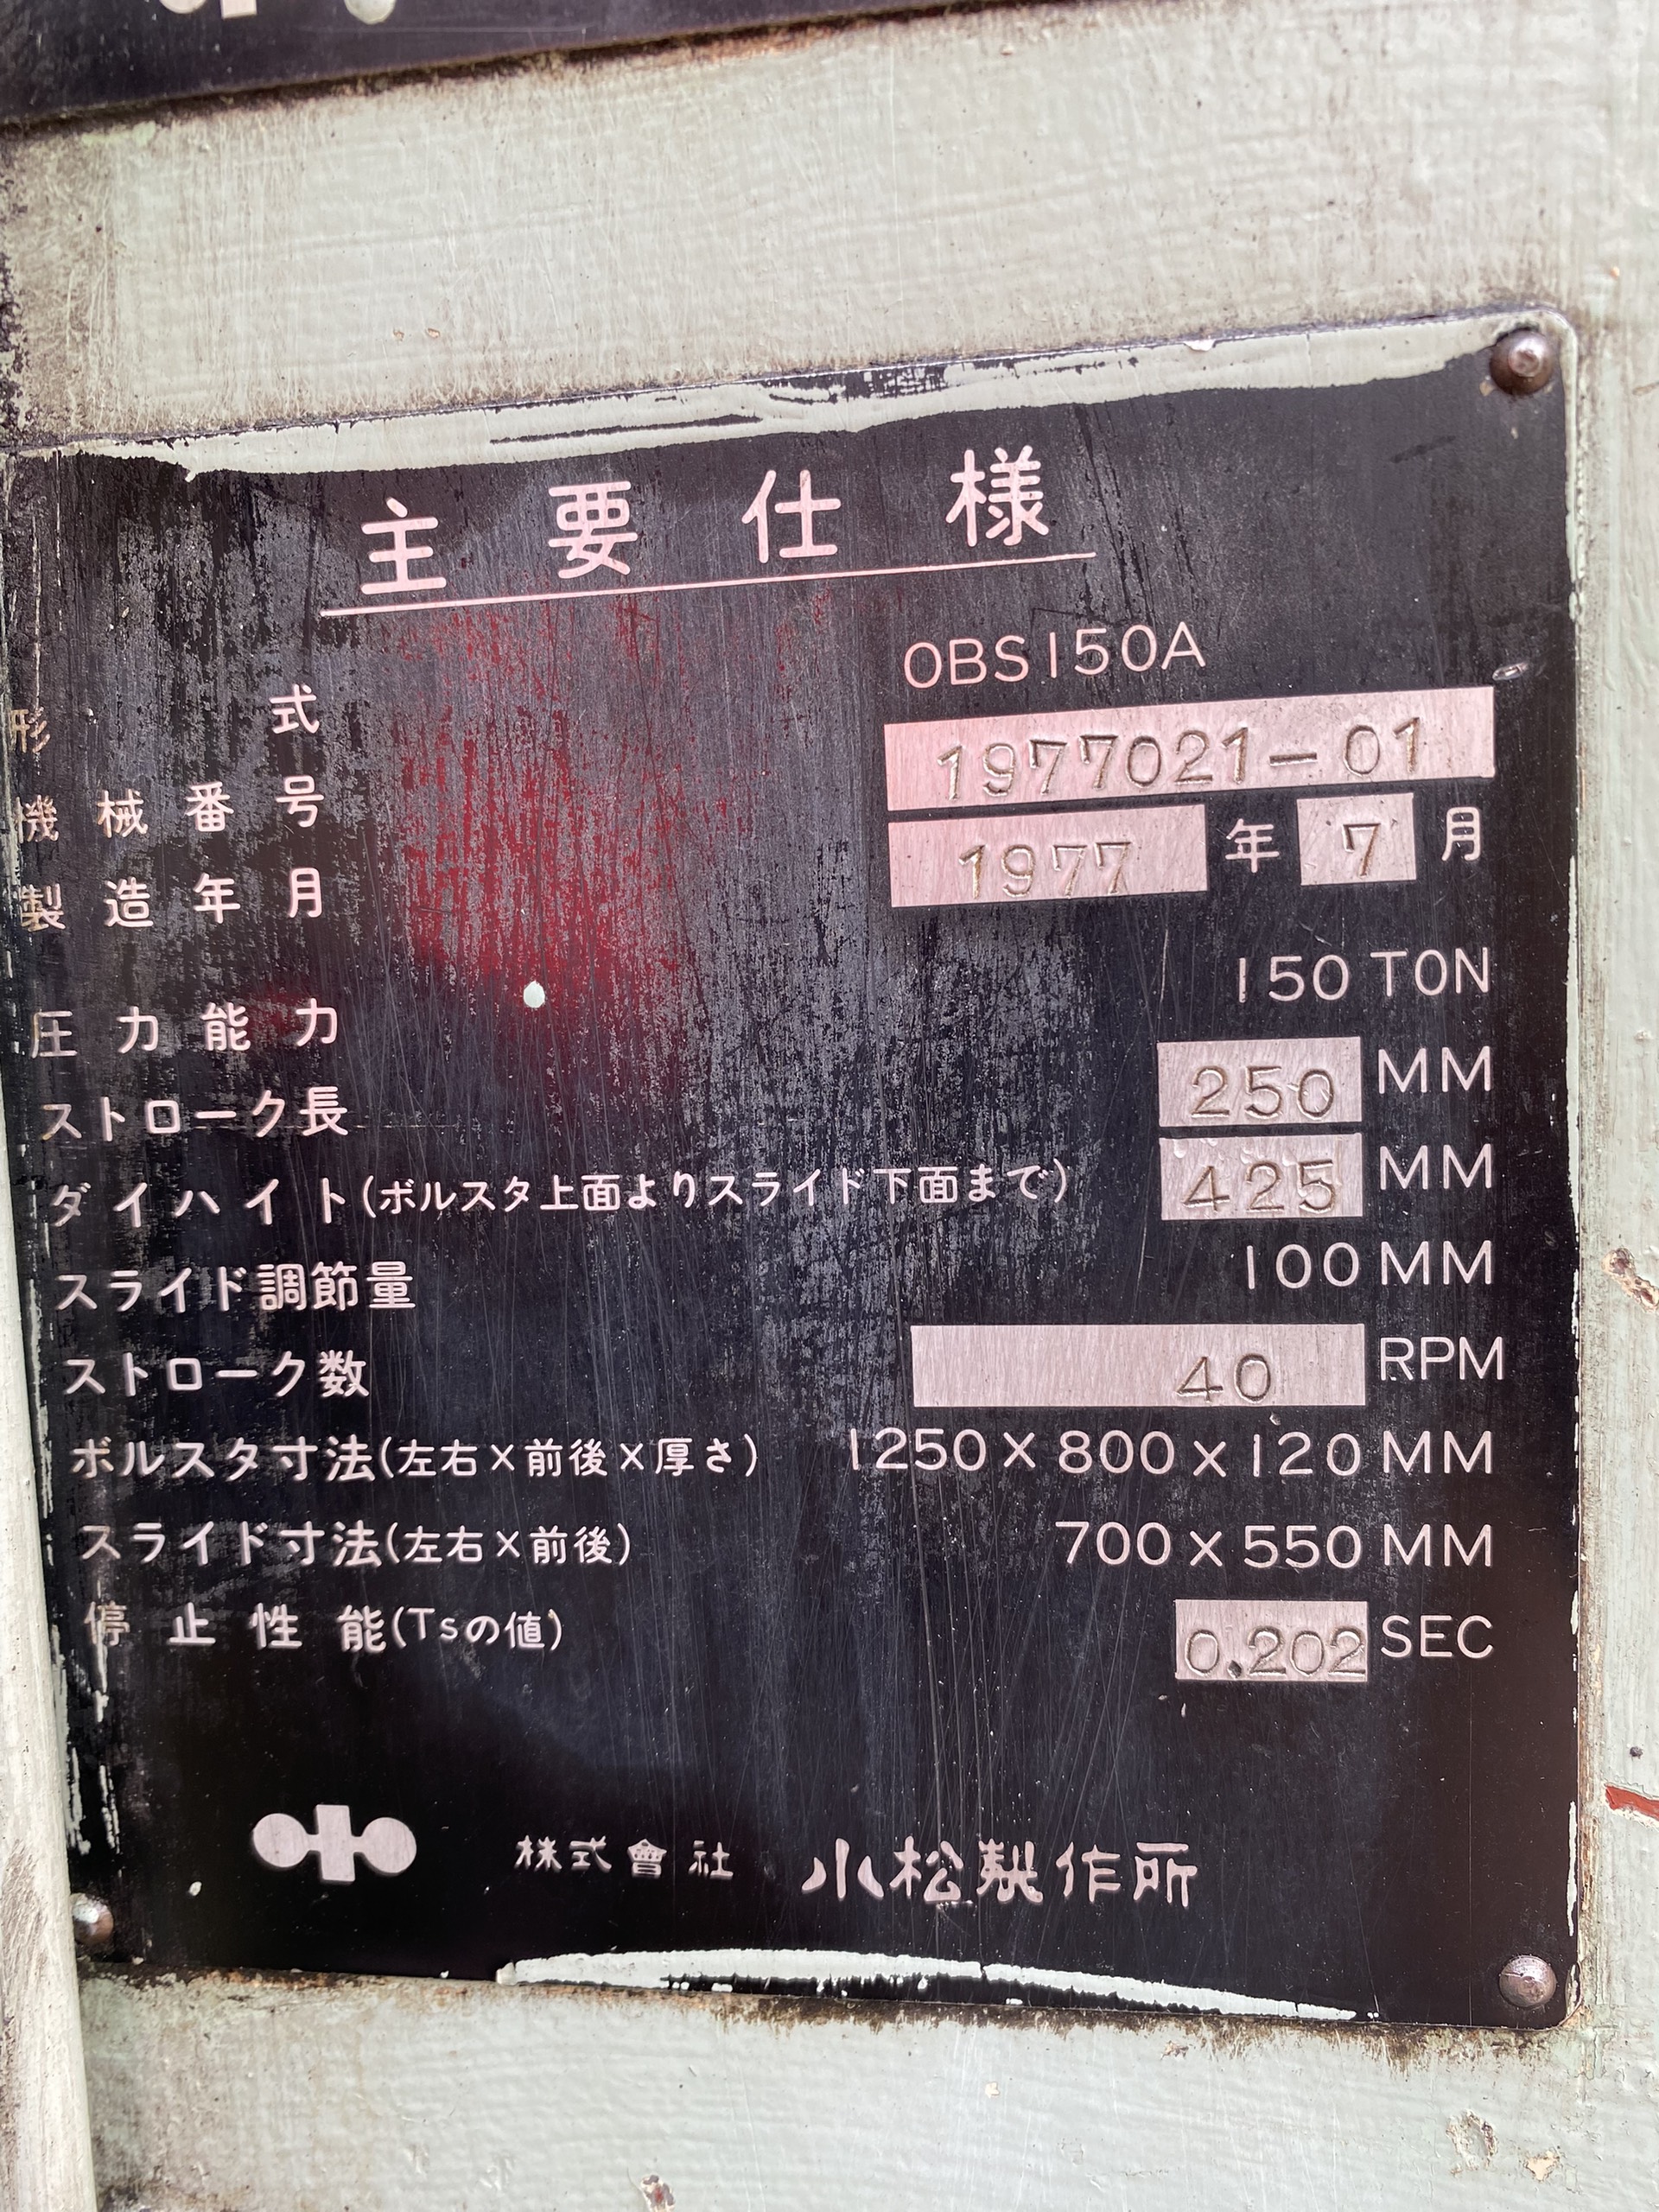 主要仕様
形式 OBS150A
機械番号 1977021-01
製造年月 1977年7月
圧力能力 150 TON
ストローク長 250 MM
ダイハイト(ボルスタ上面よりスライド下面まで) 425 MM
スライド調節量 100 MM
ストローク数 40 RPM
ボルスタ寸法(左右×前後×厚さ) 1250×800×120 MM
スライド寸法(左右×前後) 700×550 MM
停止性能(Tsの値) 0.202 SEC
株式會社 小松製作所